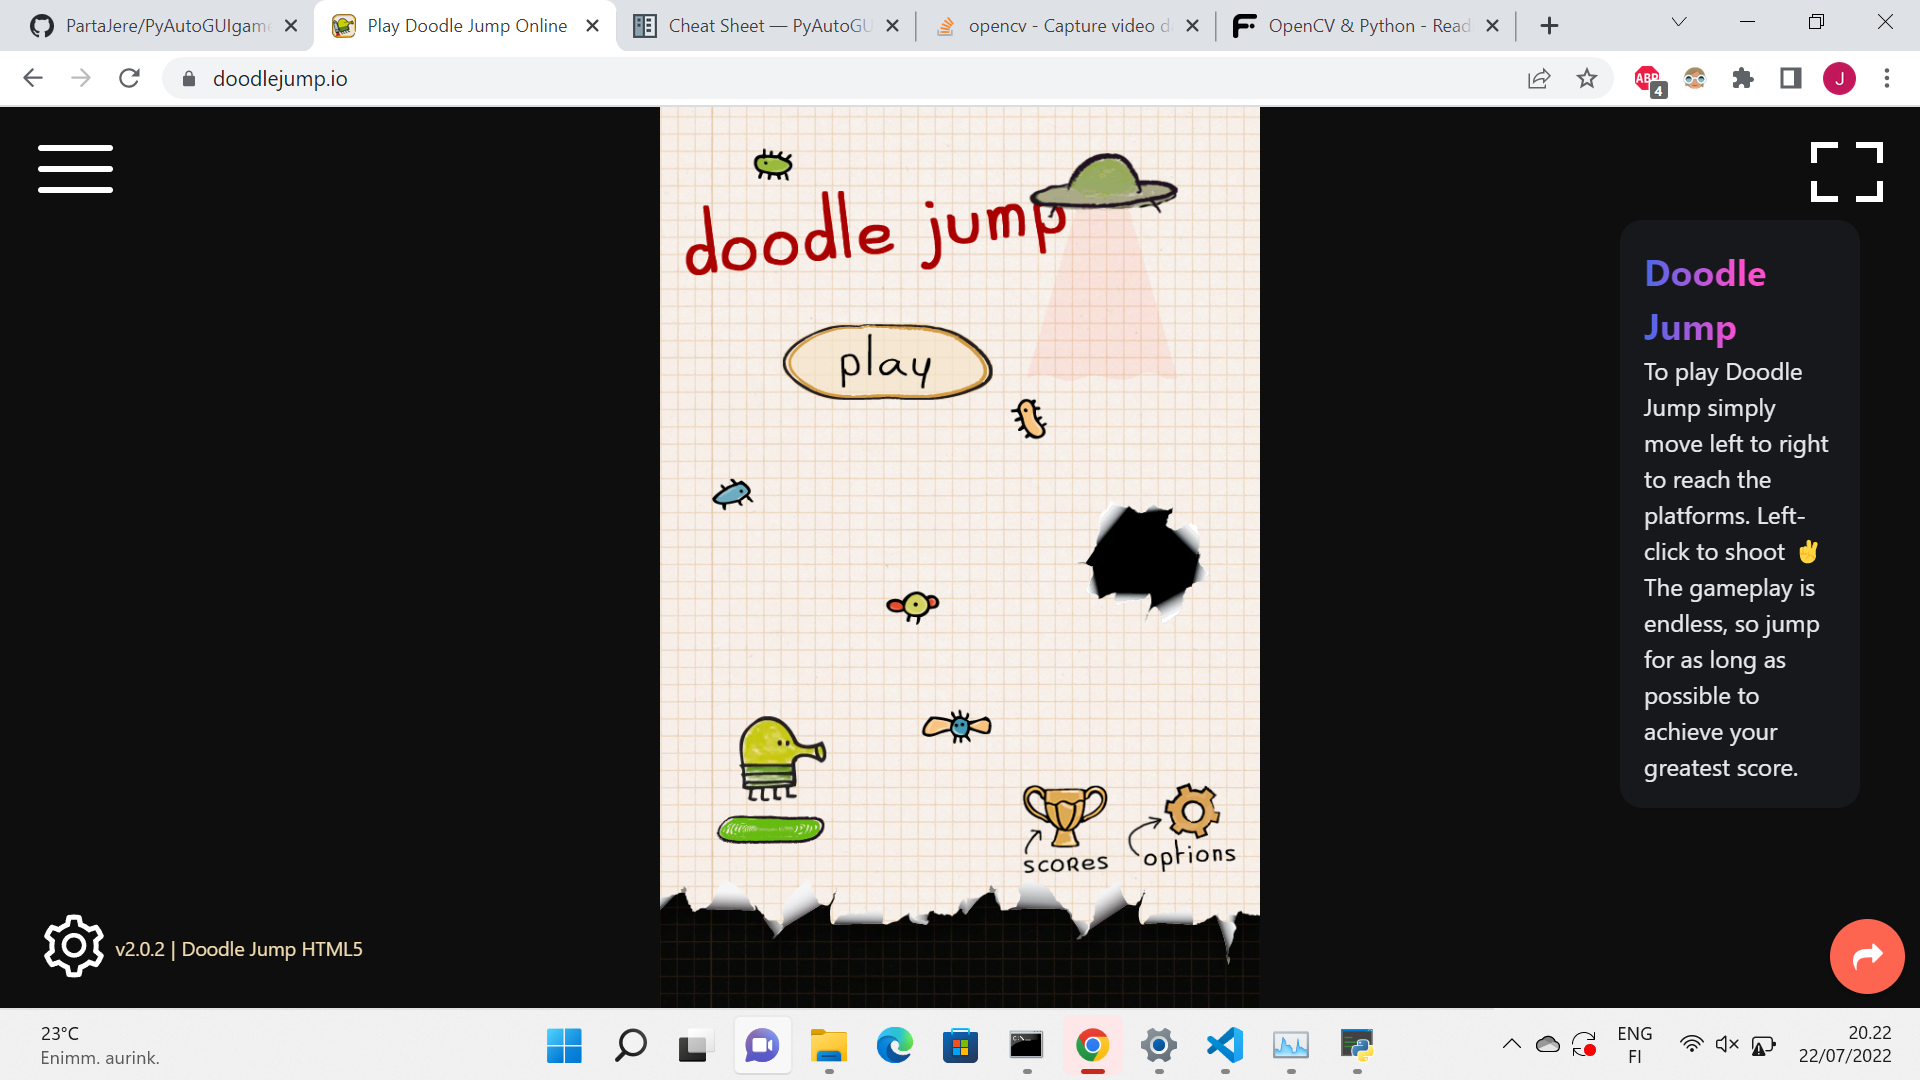 PartaJere/PyAutoGUIgame
Play Doodle Jump Online
Cheat Sheet — PyAutoGU
opencv - Capture video d
OpenCV & Python - Read
doodlejump.io
ABP
4
J
doodle jump
play
scores
options
Doodle
Jump
To play Doodle
Jump simply
move left to right
to reach the
platforms. Left-
click to shoot ✌
The gameplay is
endless, so jump
for as long as
possible to
achieve your
greatest score.
v2.0.2 | Doodle Jump HTML5
23°C
Enimm. aurink.
ENG
FI
20.22
22/07/2022